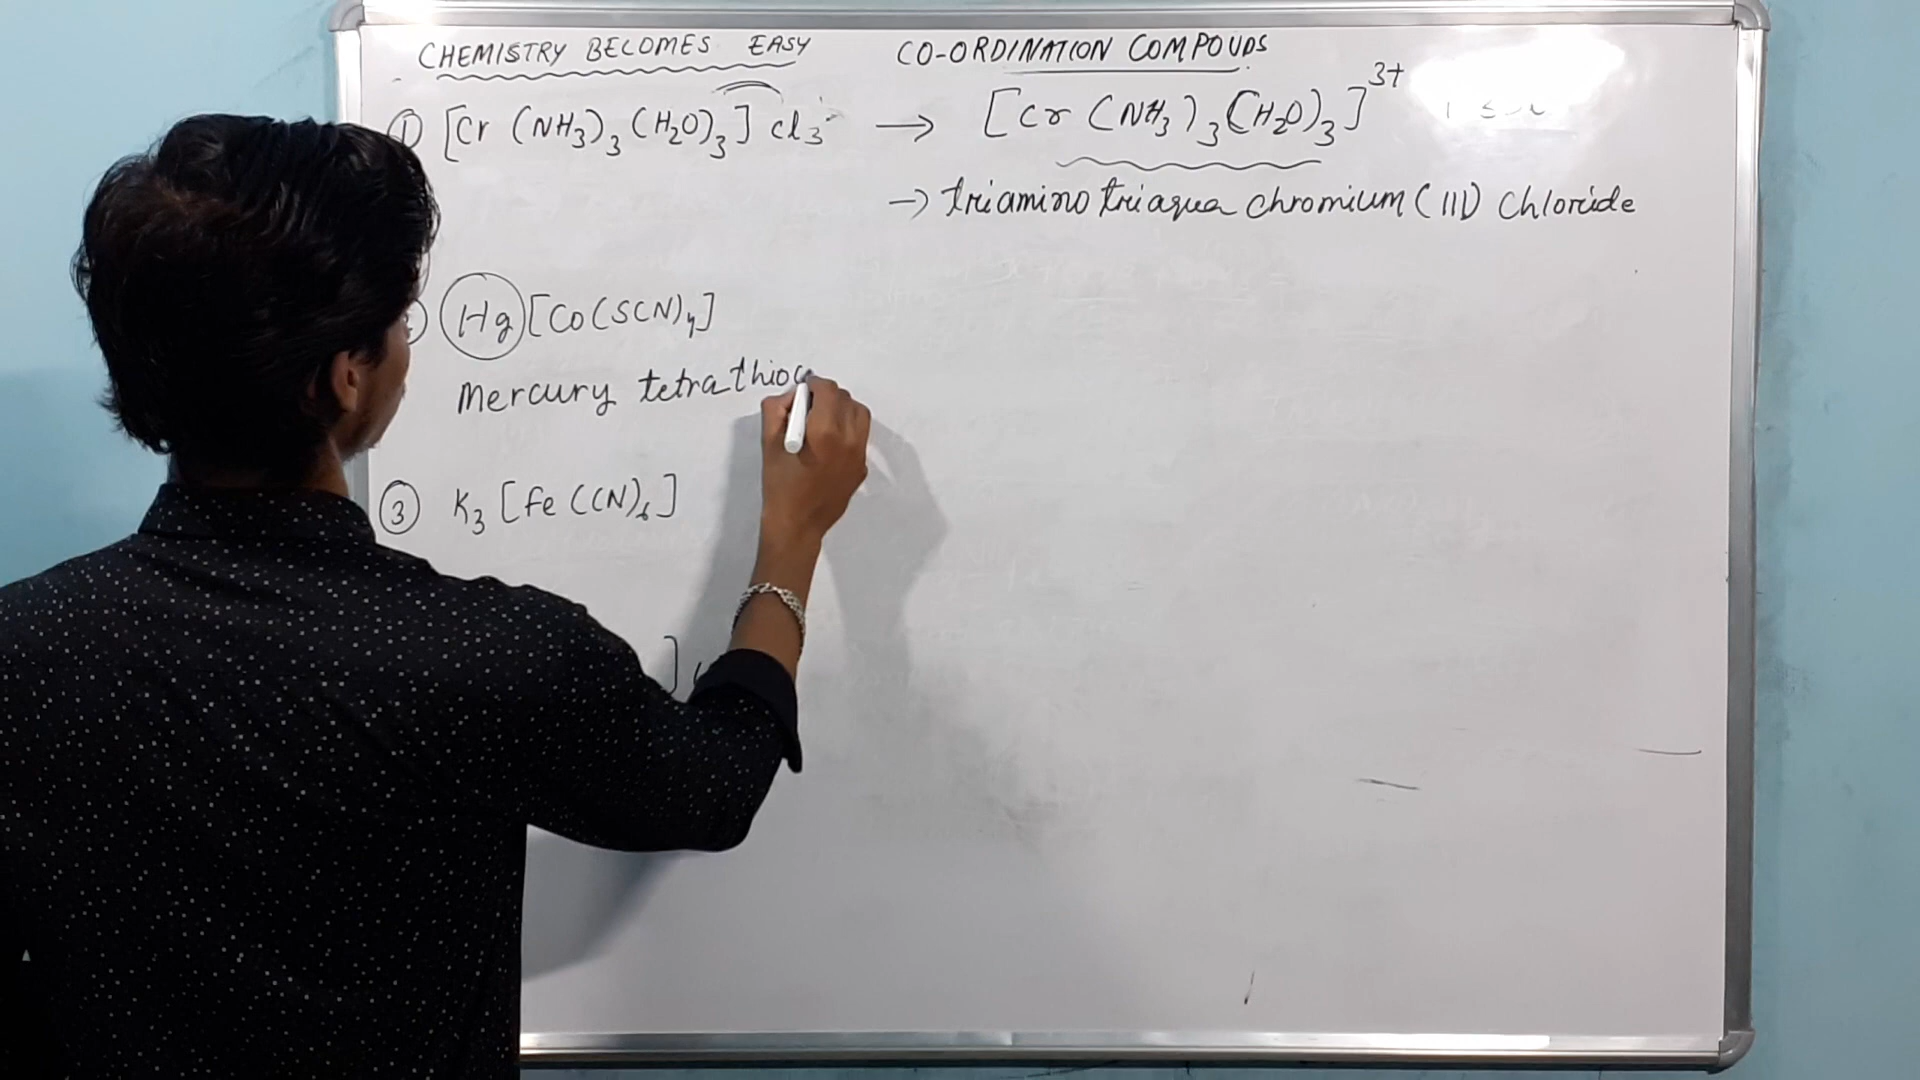 CHEMISTRY BECOMES EASY
CO-ORDINATION COMPOUDS
① [Cr (NH3)3 (H2O)3] Cl3 → [Cr (NH3)3(H2O)3]3+
→ triamino triaqua chromium (III) Chloride
Hg [Co(SCN)4]
Mercury tetrathioc
③ K3 [Fe (CN)6]
]